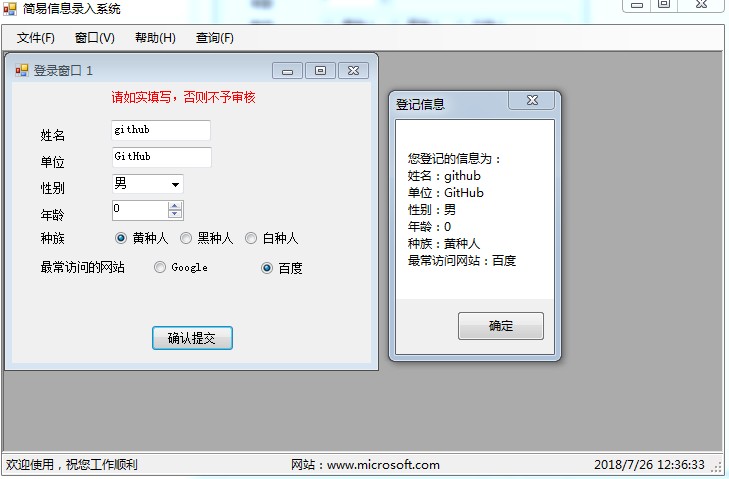 简易信息录入系统
文件(F) 窗口(V) 帮助(H) 查询(F)
登录窗口 1
请如实填写，否则不予审核
姓名 github
单位 GitHub
性别 男
年龄 0
种族 黄种人 黑种人 白种人
最常访问的网站 Google 百度
确认提交
登记信息
您登记的信息为：
姓名：github
单位：GitHub
性别：男
年龄：0
种族：黄种人
最常访问网站：百度
确定
欢迎使用，祝您工作顺利 网站：www.microsoft.com 2018/7/26 12:36:33